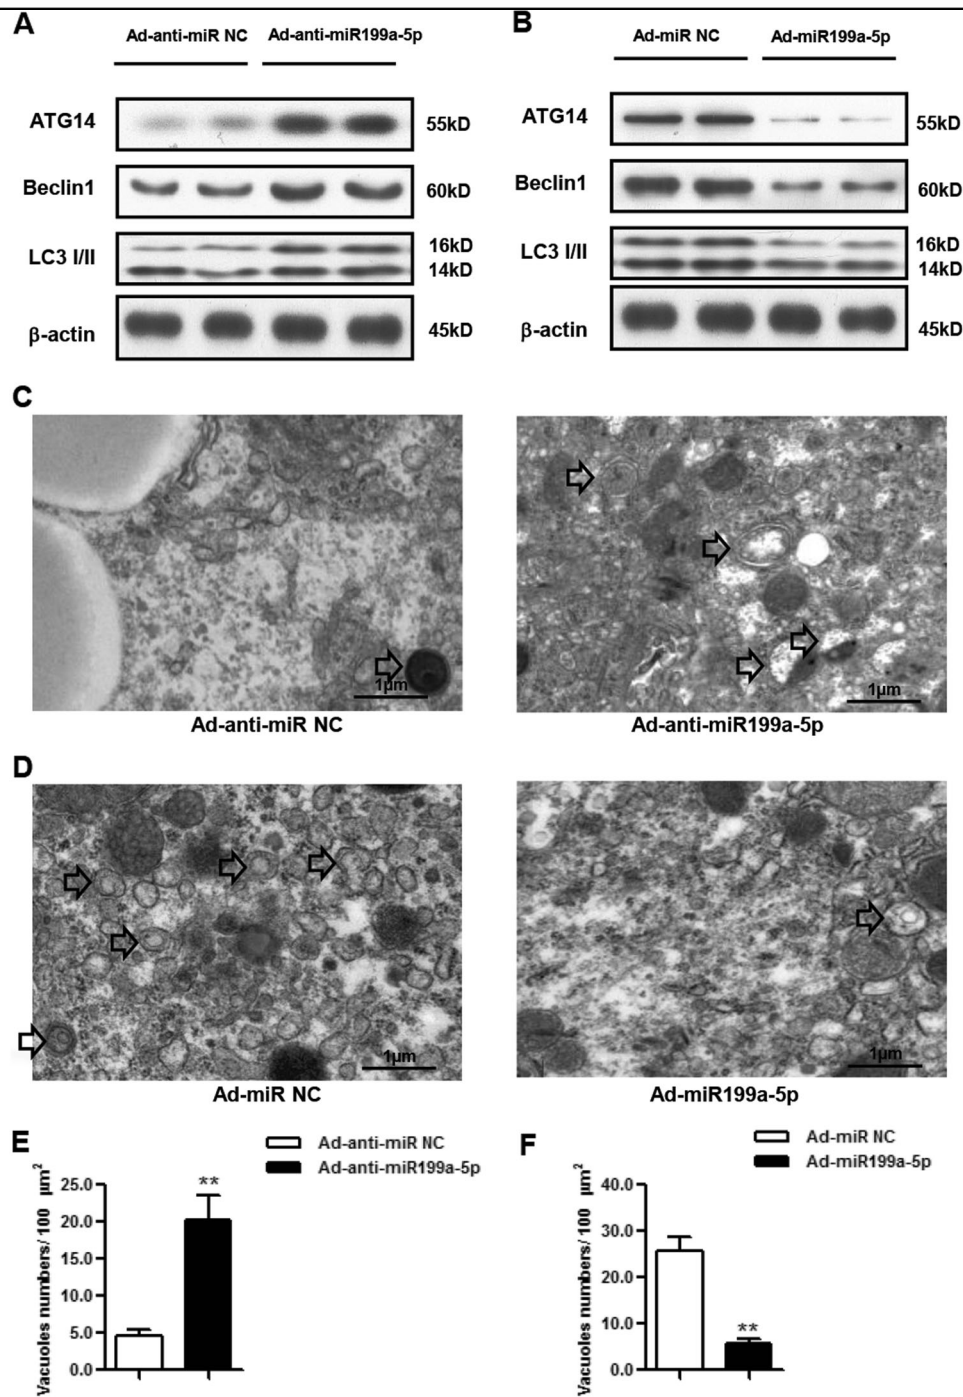 A
B
Ad-anti-miR NC
Ad-anti-miR199a-5p
Ad-miR NC
Ad-miR199a-5p
ATG14
55kD
ATG14
55kD
Beclin1
60kD
Beclin1
60kD
LC3 I/II
16kD
14kD
LC3 I/II
16kD
14kD
β-actin
45kD
β-actin
45kD
C
1μm
1μm
Ad-anti-miR NC
Ad-anti-miR199a-5p
D
1μm
1μm
Ad-miR NC
Ad-miR199a-5p
E
Ad-anti-miR NC
Ad-anti-miR199a-5p
Vacuoles numbers/ 100 μm²
25.0
20.0
15.0
10.0
5.0
0.0
**
F
Ad-miR NC
Ad-miR199a-5p
Vacuoles numbers/ 100 μm²
40.0
30.0
20.0
10.0
0.0
**